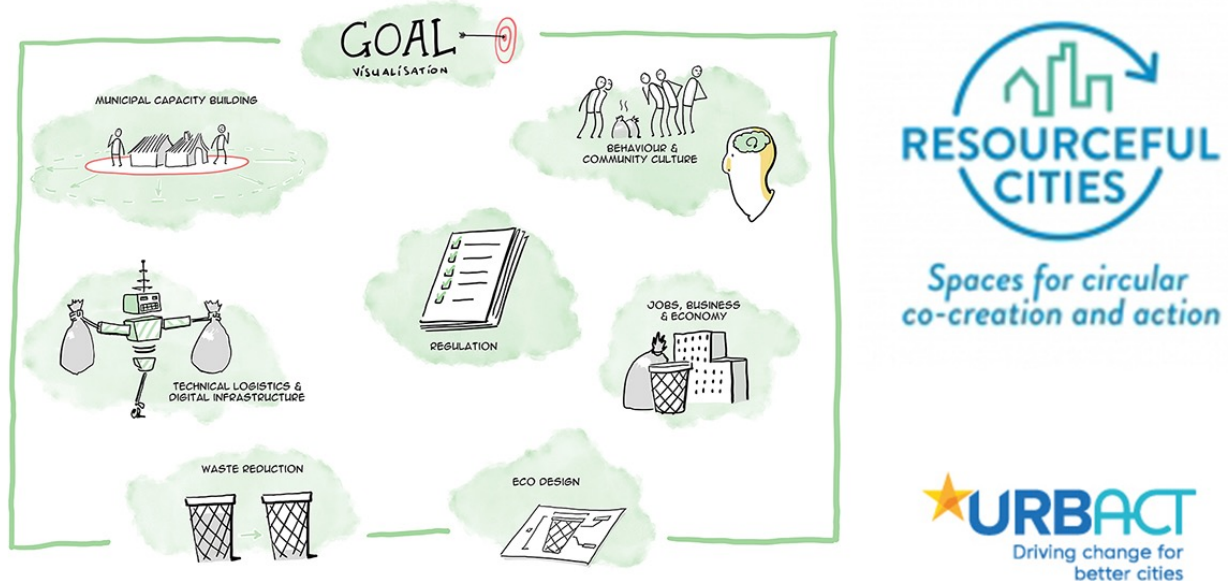 GOAL
VISUALISATION
MUNICIPAL CAPACITY BUILDING
BEHAVIOUR &
COMMUNITY CULTURE
REGULATION
JOBS, BUSINESS
& ECONOMY
TECHNICAL LOGISTICS &
DIGITAL INFRASTRUCTURE
WASTE REDUCTION
ECO DESIGN
RESOURCEFUL
CITIES
Spaces for circular
co-creation and action
URBACT
Driving change for
better cities